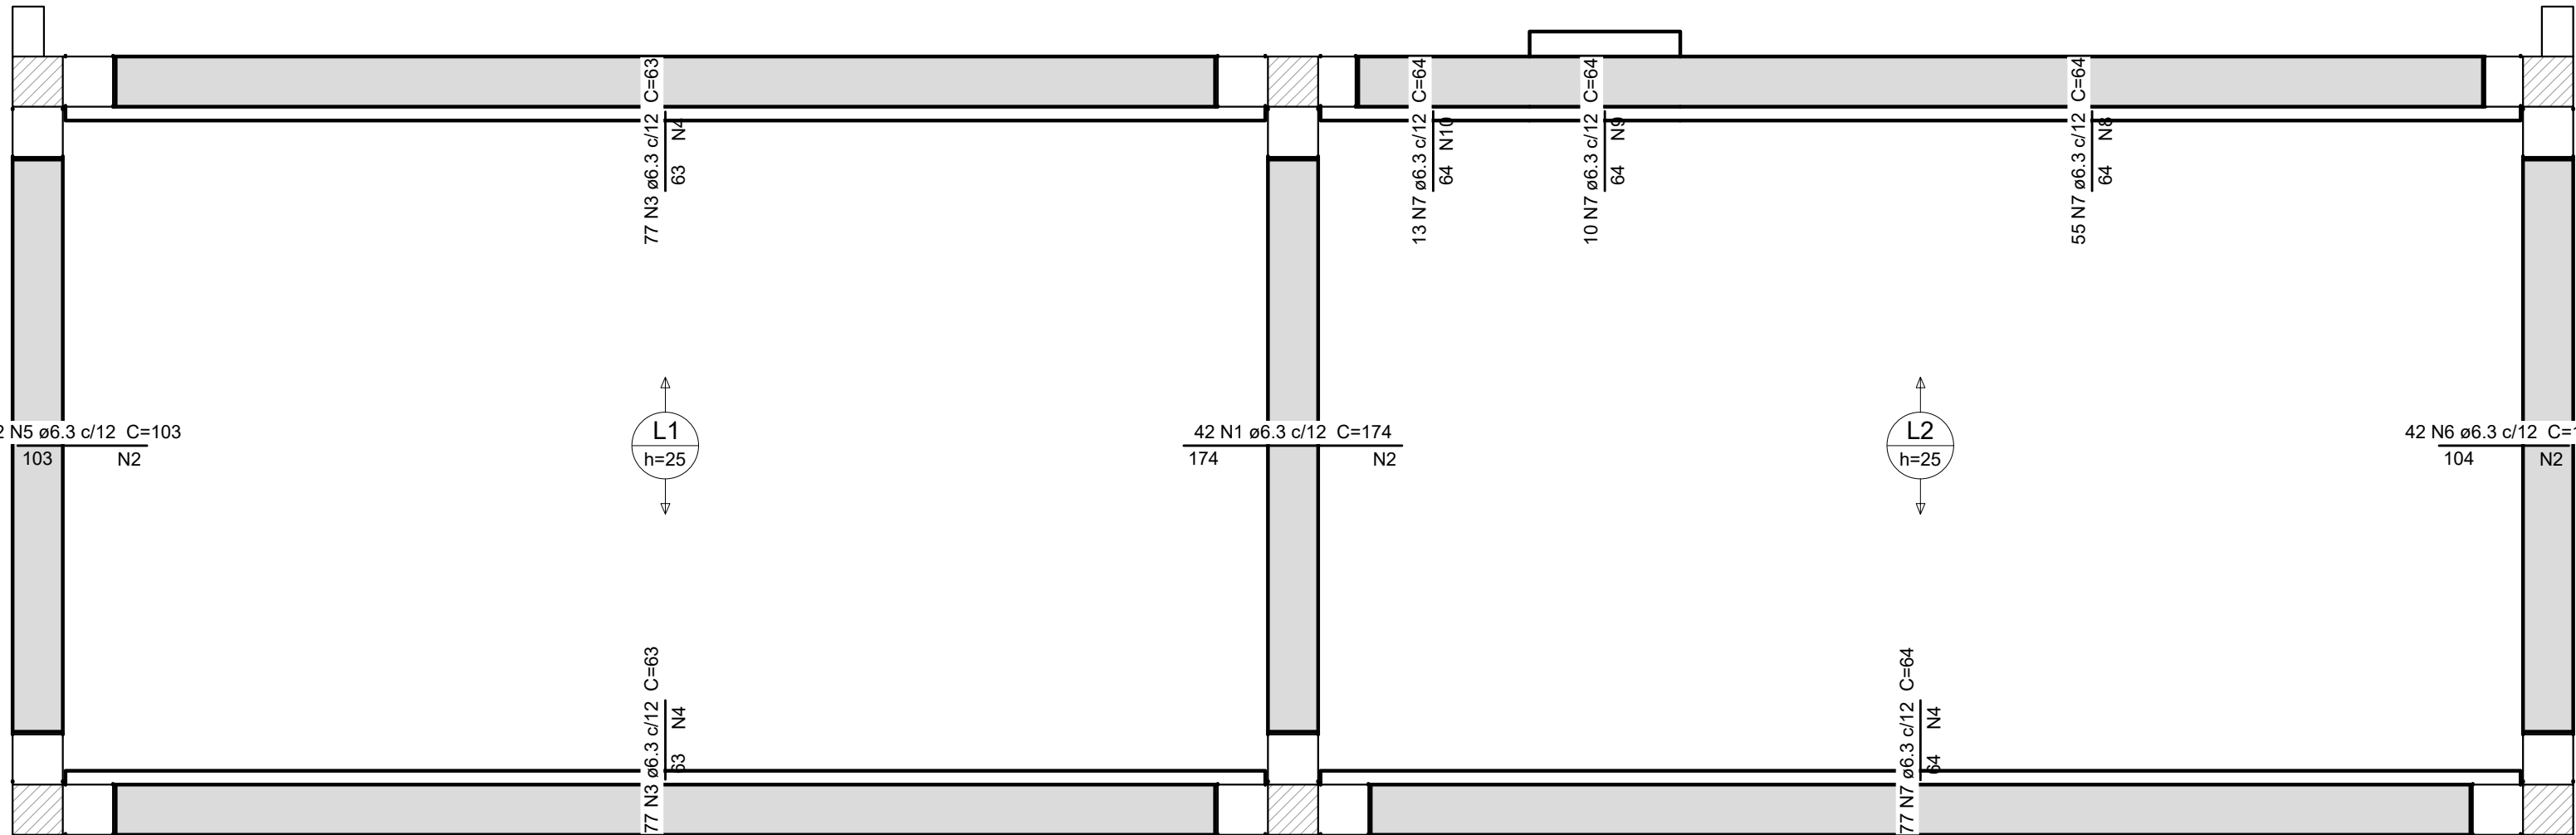 77 N3 ø6.3 c/12 C=63
63 N4
13 N7 ø6.3 c/12 C=64
64 N10
10 N7 ø6.3 c/12 C=64
64 N9
55 N7 ø6.3 c/12 C=64
64 N8
N5 ø6.3 c/12 C=103
103 N2
L1
h=25
42 N1 ø6.3 c/12 C=174
174 N2
L2
h=25
42 N6 ø6.3 c/12
104 N2
77 N3 ø6.3 c/12 C=63
63 N4
77 N7 ø6.3 c/12 C=64
64 N4